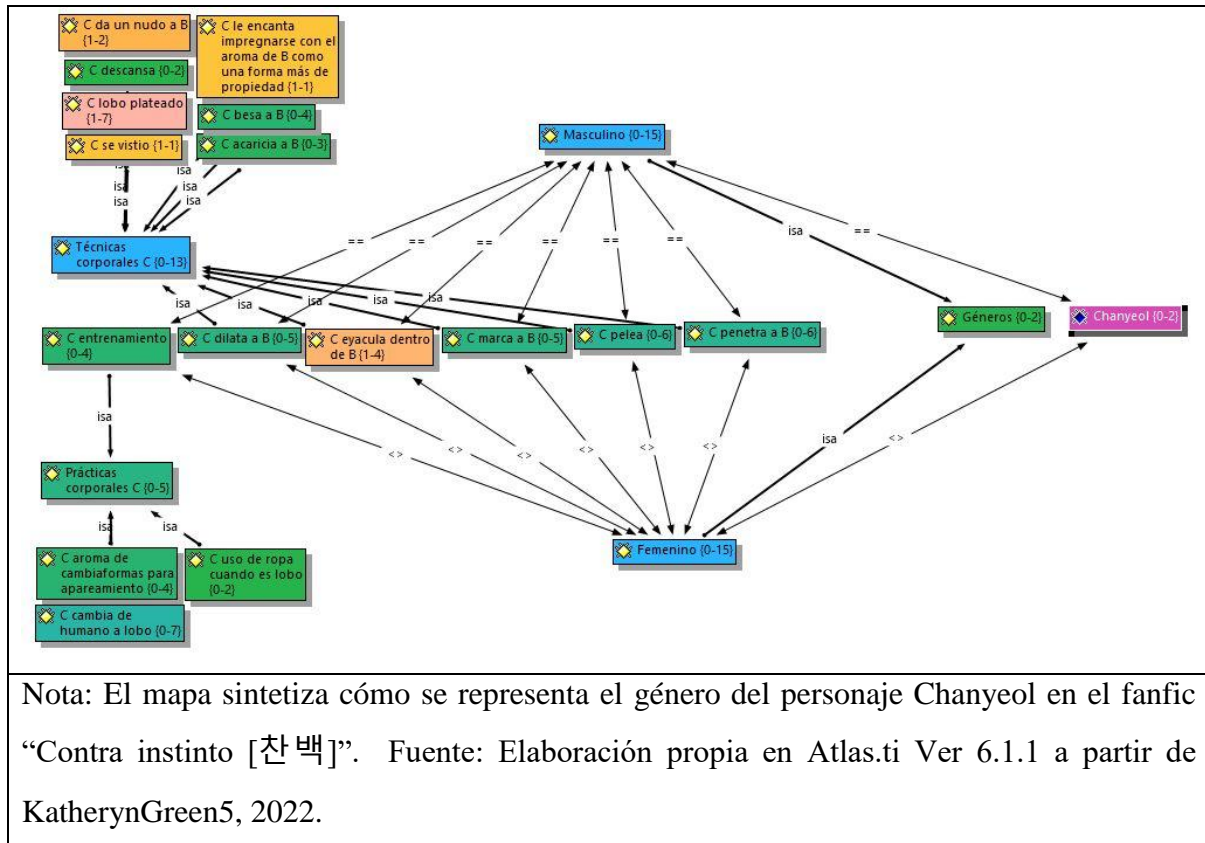 C da un nudo a B
{1-2}
C le encanta
impregnarse con el
aroma de B como
una forma más de
propiedad {1-1}
C descansa {0-2}
C lobo plateado
{1-7}
C besa a B {0-4}
C se vistio {1-1}
C acaricia a B {0-3}
Masculino {0-15}
isa
isa
isa
isa
isa
isa
Técnicas
corporales C {0-13}
==
==
==
==
==
==
isa
==
isa
isa
isa
isa
C entrenamiento
{0-4}
C dilata a B {0-5}
C eyacula dentro
de B {1-4}
C marca a B {0-5}
C pelea {0-6}
C penetra a B {0-6}
Géneros {0-2}
Chanyeol {0-2}
isa
<>
<>
<>
<>
<>
<>
isa
<>
Prácticas
corporales C {0-5}
isa
isa
Femenino {0-15}
C aroma de
cambiaformas para
apareamiento {0-4}
C uso de ropa
cuando es lobo
{0-2}
C cambia de
humano a lobo {0-7}
Nota: El mapa sintetiza cómo se representa el género del personaje Chanyeol en el fanfic
“Contra instinto [찬백]”. Fuente: Elaboración propia en Atlas.ti Ver 6.1.1 a partir de
KatherynGreen5, 2022.